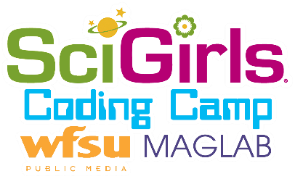 SciGirls
Coding Camp
wfsu MAGLAB
PUBLIC MEDIA